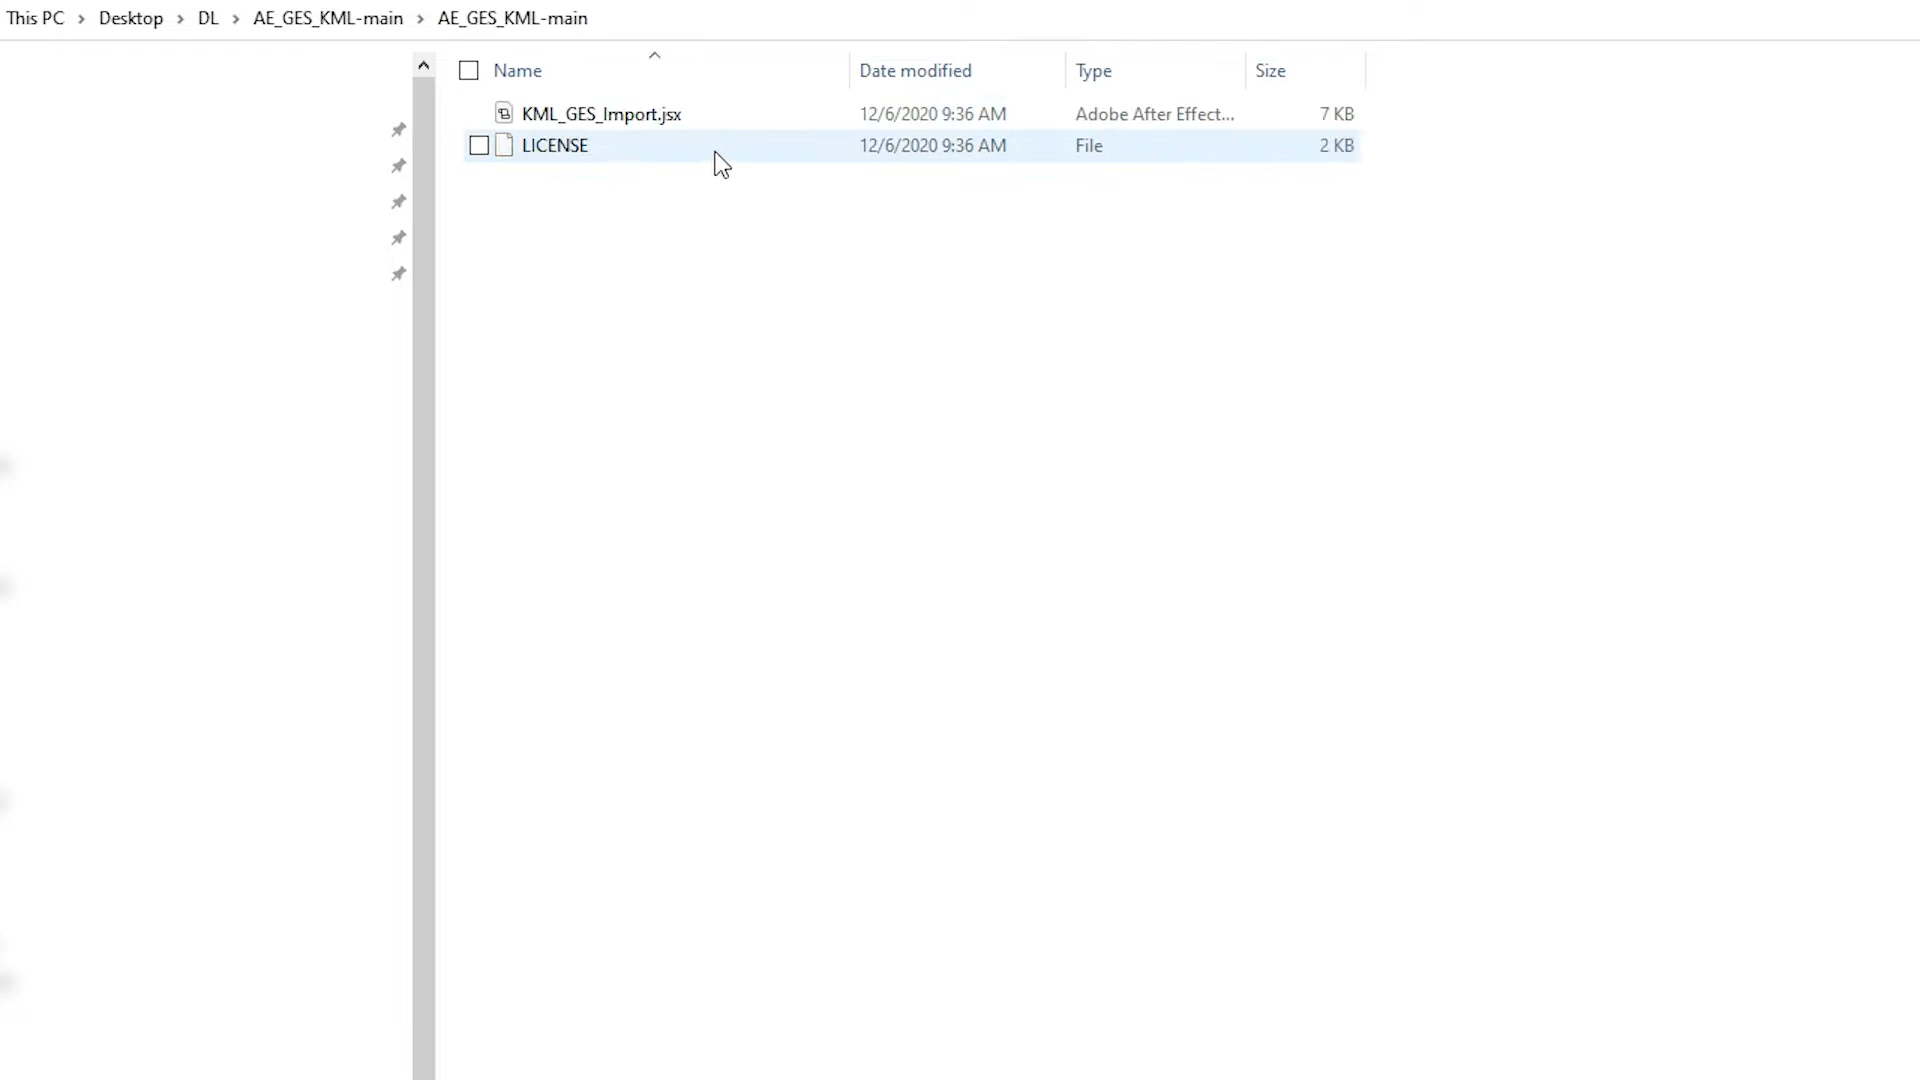 This PC > Desktop > DL > AE_GES_KML-main > AE_GES_KML-main
Name Date modified Type Size
KML_GES_Import.jsx 12/6/2020 9:36 AM Adobe After Effect... 7 KB
LICENSE 12/6/2020 9:36 AM File 2 KB